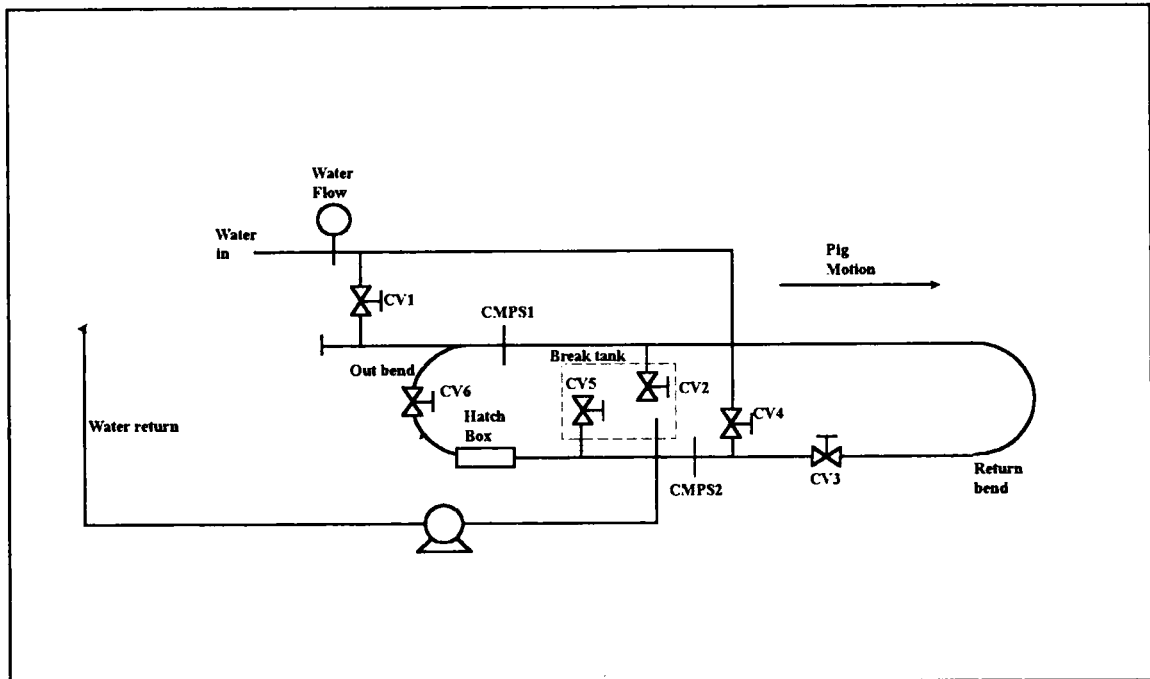 Water
Flow
Water
in
Pig
Motion
CV1
CMPS1
Break tank
Out bend
CV5
CV2
CV6
CV4
Hatch
Box
Water return
CMPS2
CV3
Return
bend